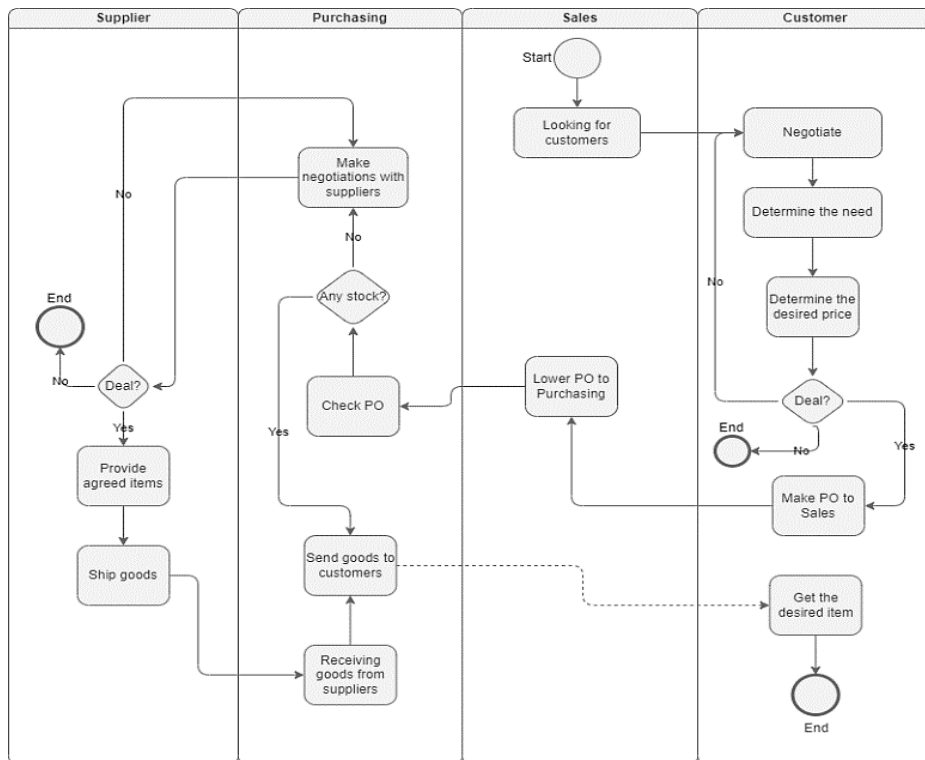 Supplier
Purchasing
Sales
Customer
Start
Looking for
customers
Negotiate
Make
negotiations with
suppliers
No
Determine the need
No
Any stock?
No
Determine the
desired price
End
Deal?
No
Check PO
Lower PO to
Purchasing
Deal?
Yes
Yes
End
No
Yes
Provide
agreed items
Make PO to
Sales
Ship goods
Send goods to
customers
Get the
desired item
Receiving
goods from
suppliers
End